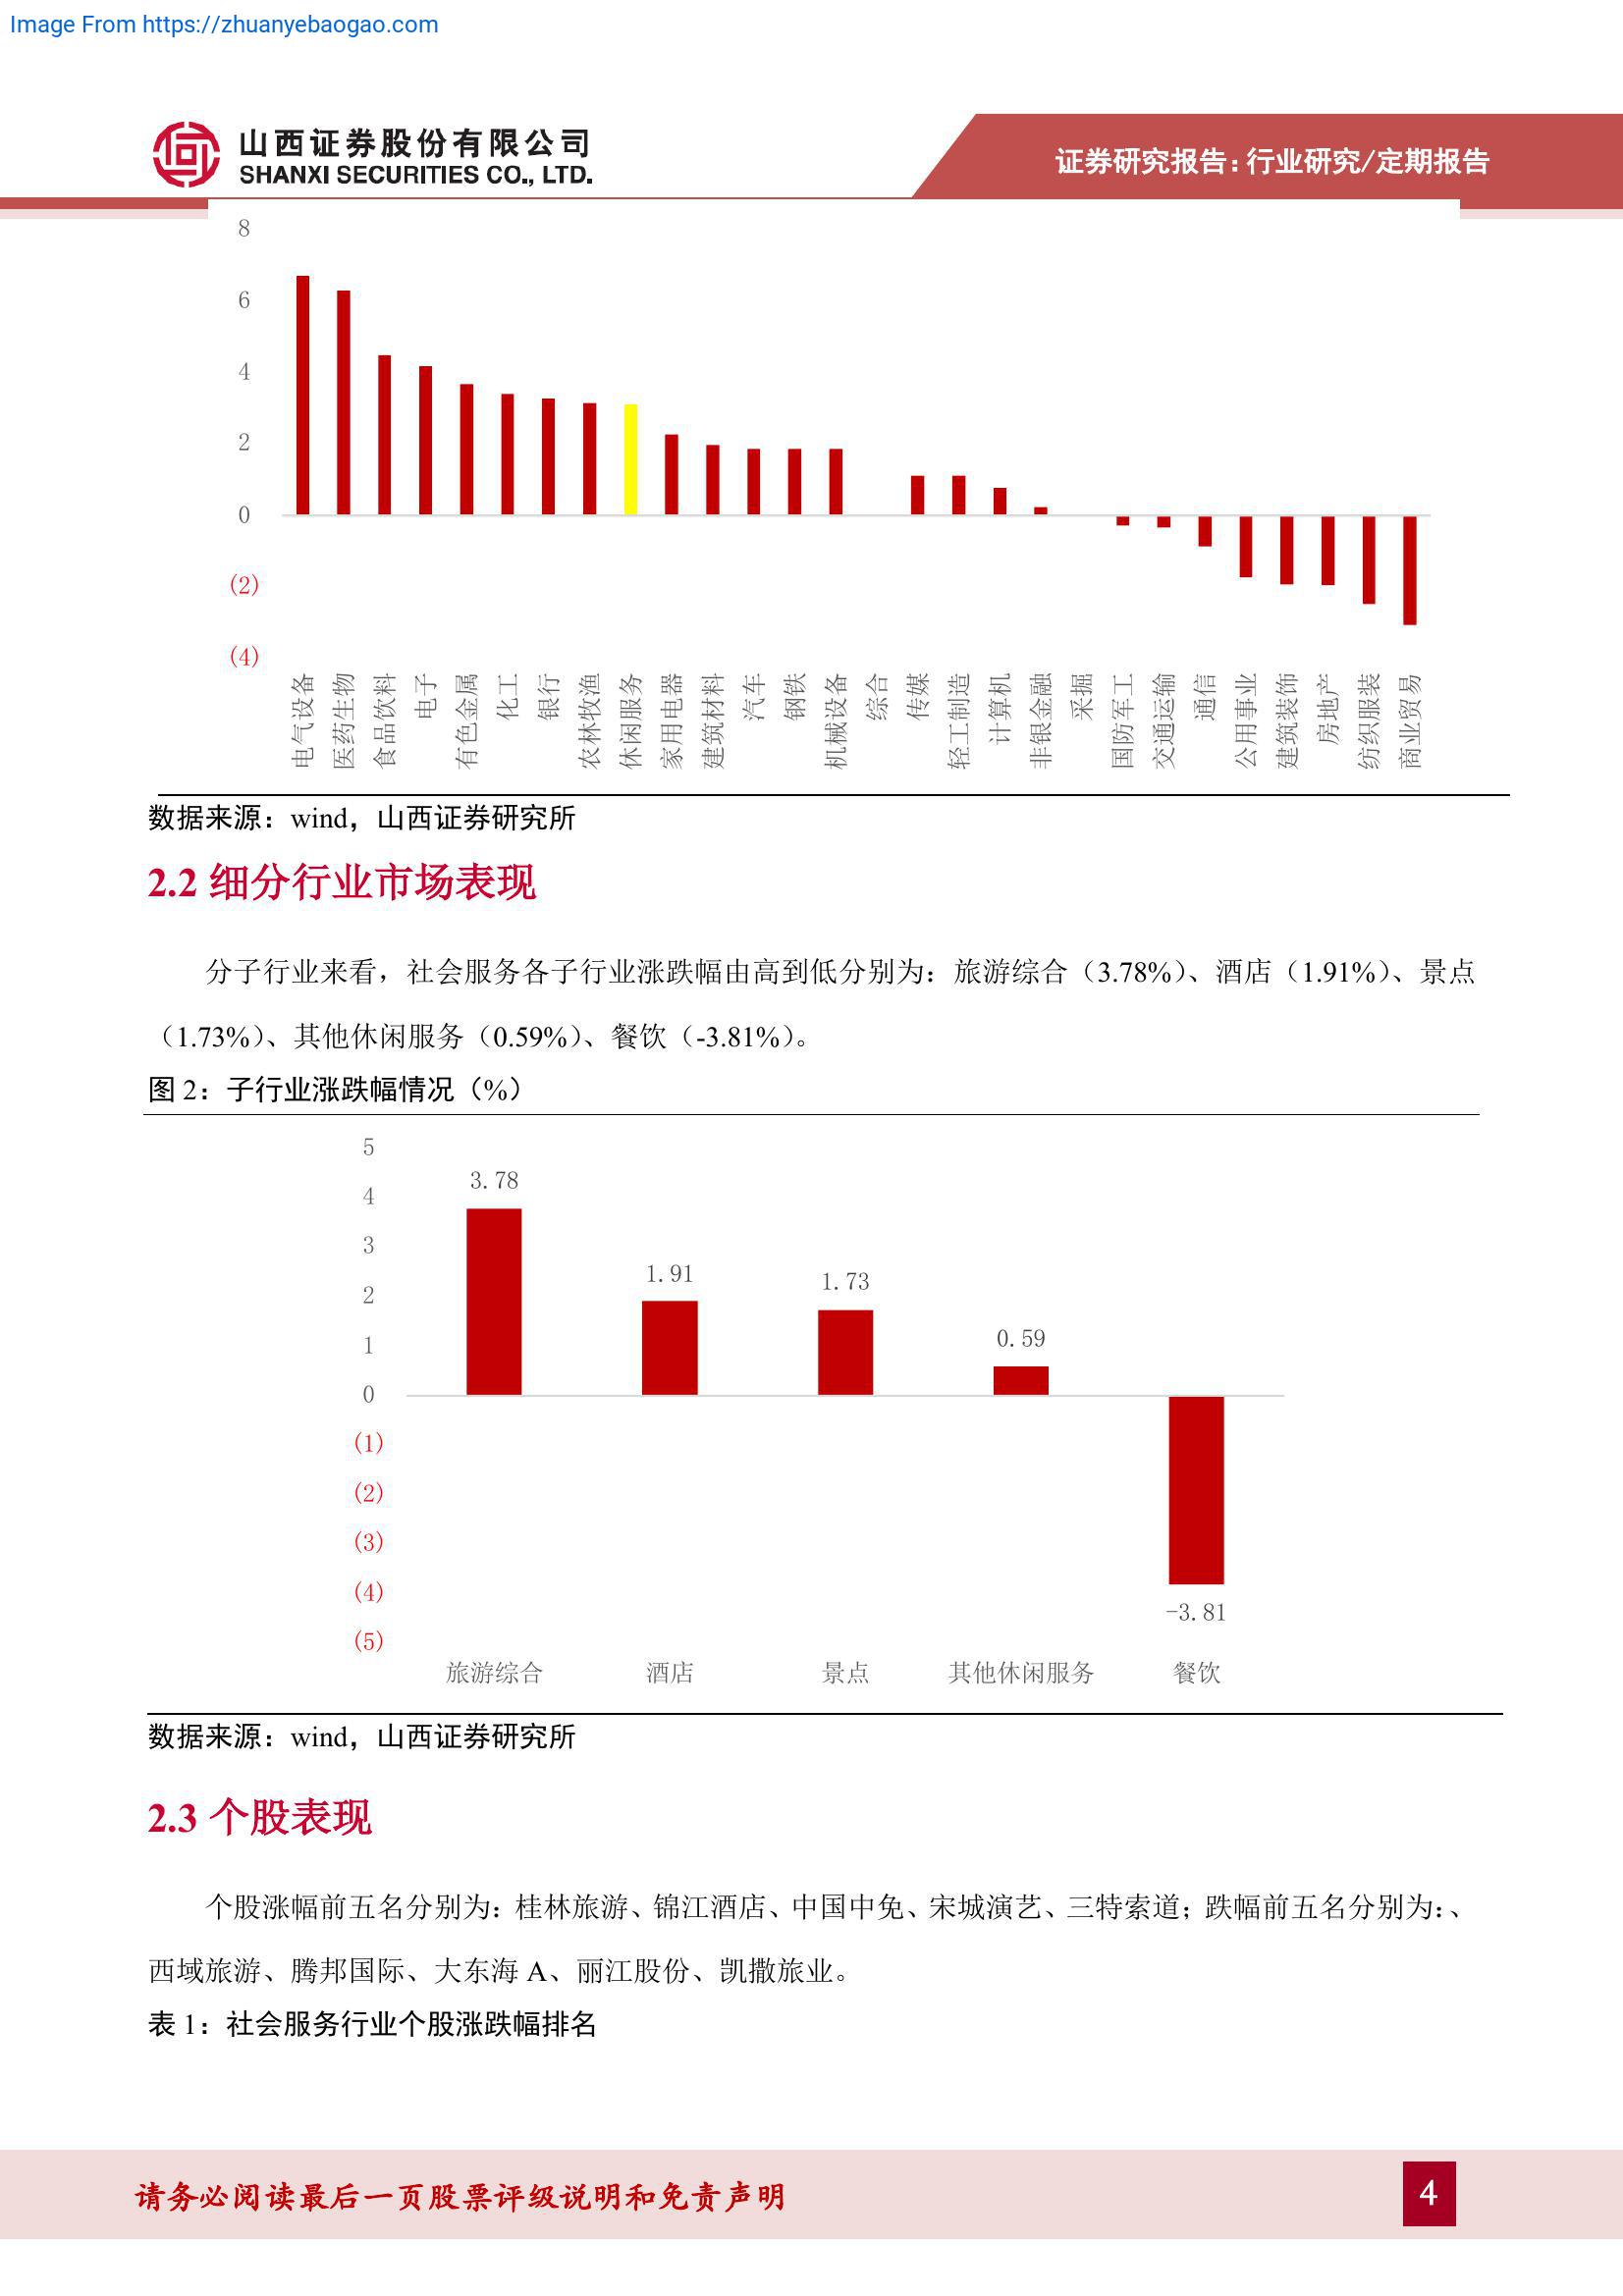 Image From https://zhuanyebaogao.com
山西证券股份有限公司
SHANXI SECURITIES CO., LTD.
证券研究报告：行业研究/定期报告
8
6
4
2
0
(2)
(4)
电气设备
医药生物
食品饮料
电子
有色金属
化工
银行
农林牧渔
休闲服务
家用电器
建筑材料
汽车
钢铁
机械设备
综合
传媒
轻工制造
计算机
非银金融
采掘
国防军工
交通运输
通信
公用事业
建筑装饰
房地产
纺织服装
商业贸易
数据来源：wind，山西证券研究所
2.2 细分行业市场表现
分子行业来看，社会服务各子行业涨跌幅由高到低分别为：旅游综合（3.78%）、酒店（1.91%）、景点
（1.73%）、其他休闲服务（0.59%）、餐饮（-3.81%）。
图 2：子行业涨跌幅情况（%）
5
4
3
2
1
0
(1)
(2)
(3)
(4)
(5)
3.78
1.91
1.73
0.59
-3.81
旅游综合
酒店
景点
其他休闲服务
餐饮
数据来源：wind，山西证券研究所
2.3 个股表现
个股涨幅前五名分别为：桂林旅游、锦江酒店、中国中免、宋城演艺、三特索道；跌幅前五名分别为：、
西域旅游、腾邦国际、大东海 A、丽江股份、凯撒旅业。
表 1：社会服务行业个股涨跌幅排名
请务必阅读最后一页股票评级说明和免责声明
4